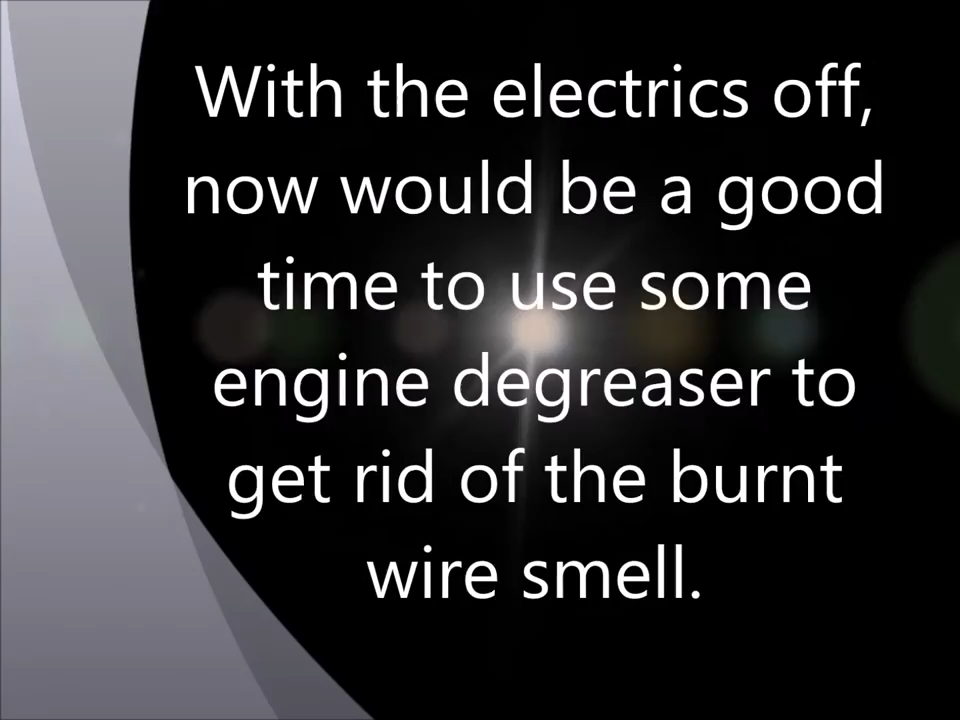 With the electrics off,
now would be a good
time to use some
engine degreaser to
get rid of the burnt
wire smell.